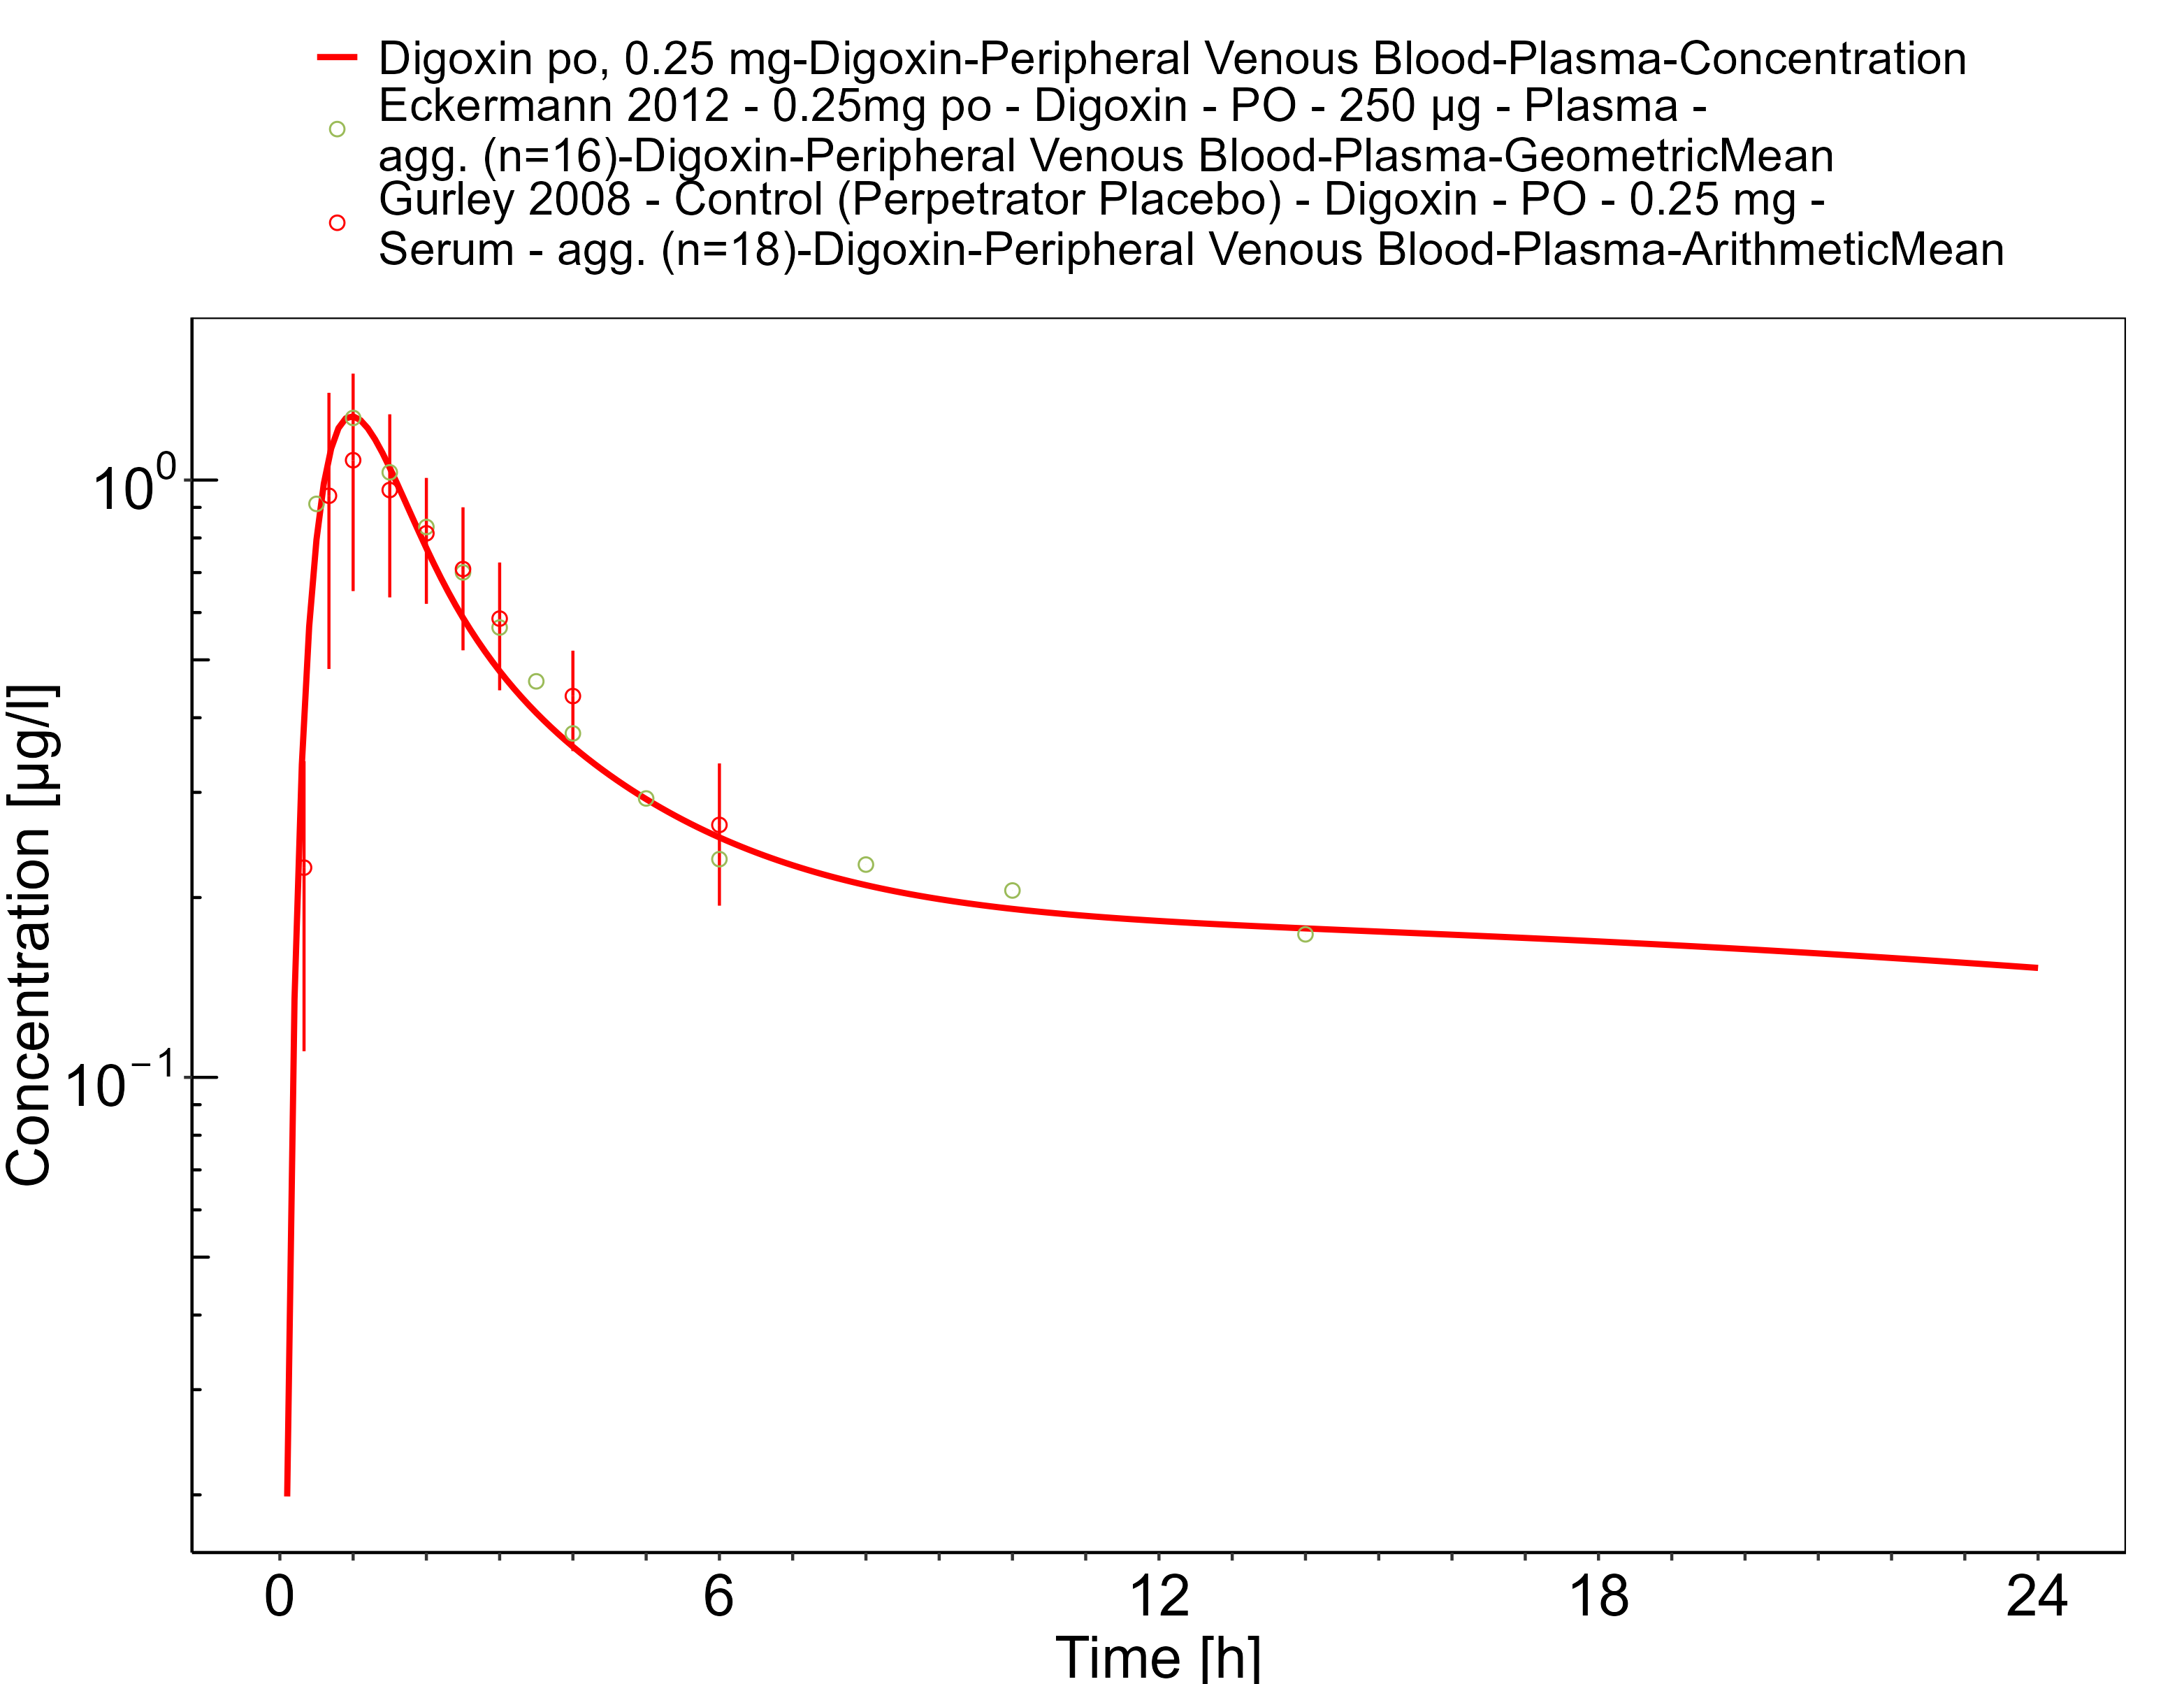 Digoxin po, 0.25 mg-Digoxin-Peripheral Venous Blood-Plasma-Concentration
Eckermann 2012 - 0.25mg po - Digoxin - PO - 250 µg - Plasma -
agg. (n=16)-Digoxin-Peripheral Venous Blood-Plasma-GeometricMean
Gurley 2008 - Control (Perpetrator Placebo) - Digoxin - PO - 0.25 mg -
Serum - agg. (n=18)-Digoxin-Peripheral Venous Blood-Plasma-ArithmeticMean
10⁰
10⁻¹
Concentration [µg/l]
0 6 12 18 24
Time [h]